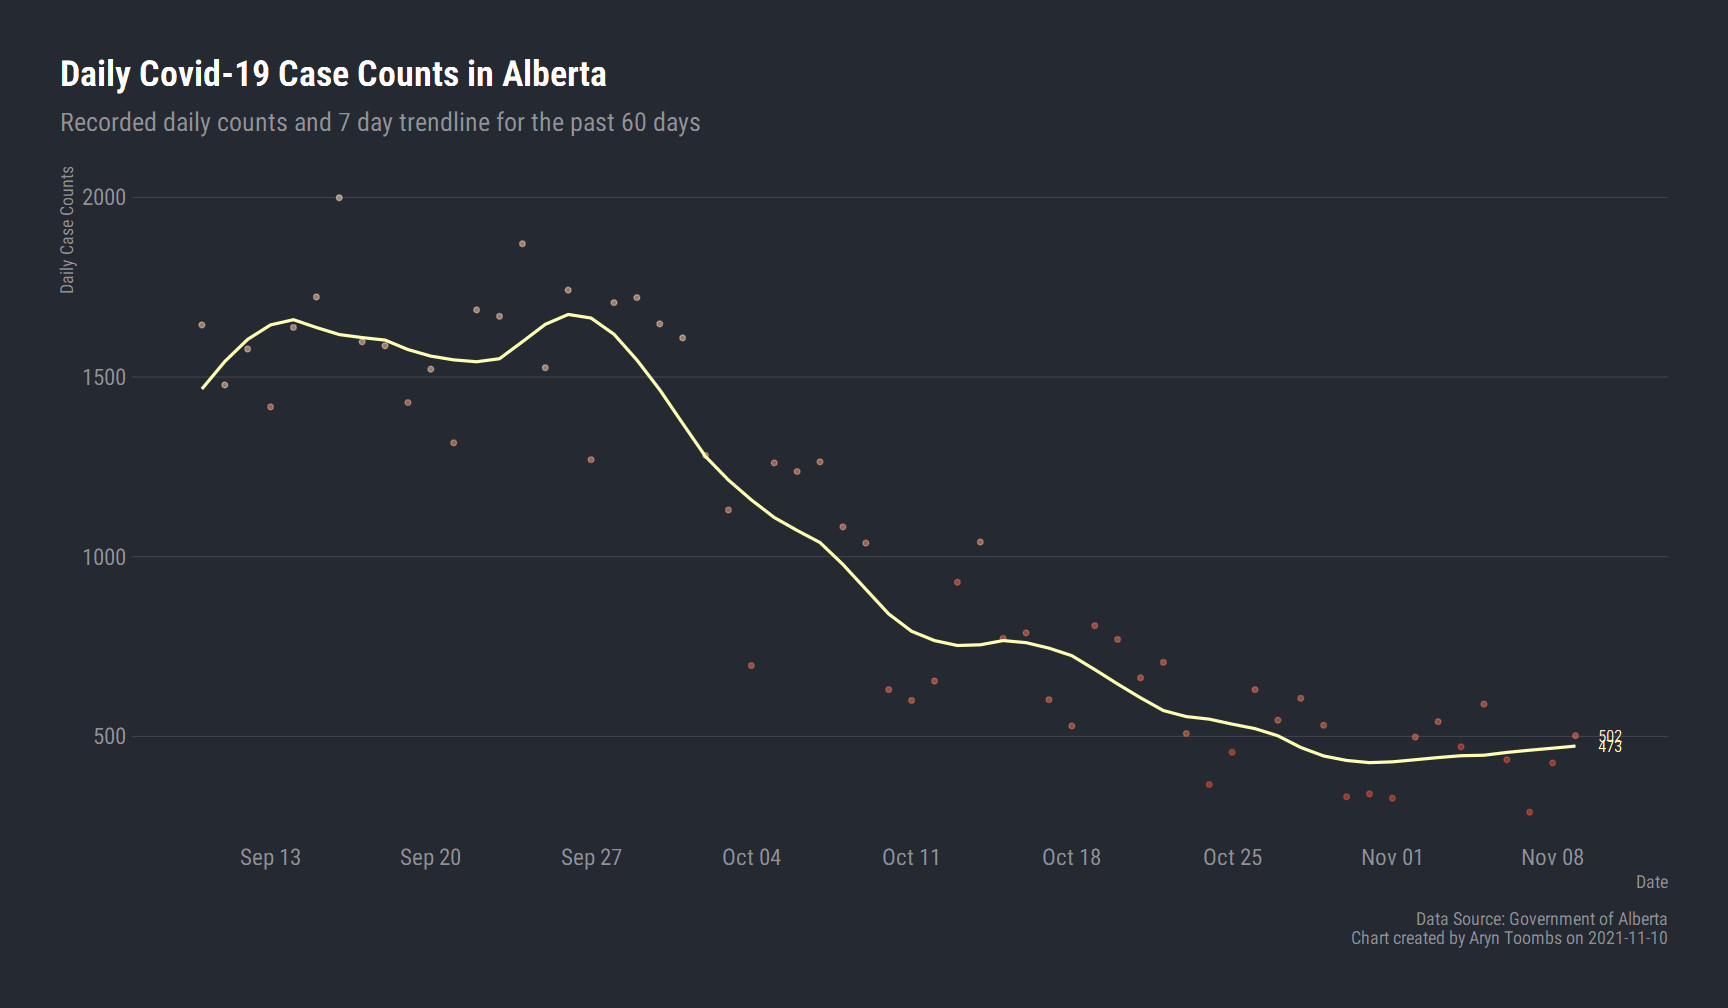 Daily Covid-19 Case Counts in Alberta
Recorded daily counts and 7 day trendline for the past 60 days
Daily Case Counts
2000
1500
1000
500
502
473
Sep 13
Sep 20
Sep 27
Oct 04
Oct 11
Oct 18
Oct 25
Nov 01
Nov 08
Date
Data Source: Government of Alberta
Chart created by Aryn Toombs on 2021-11-10